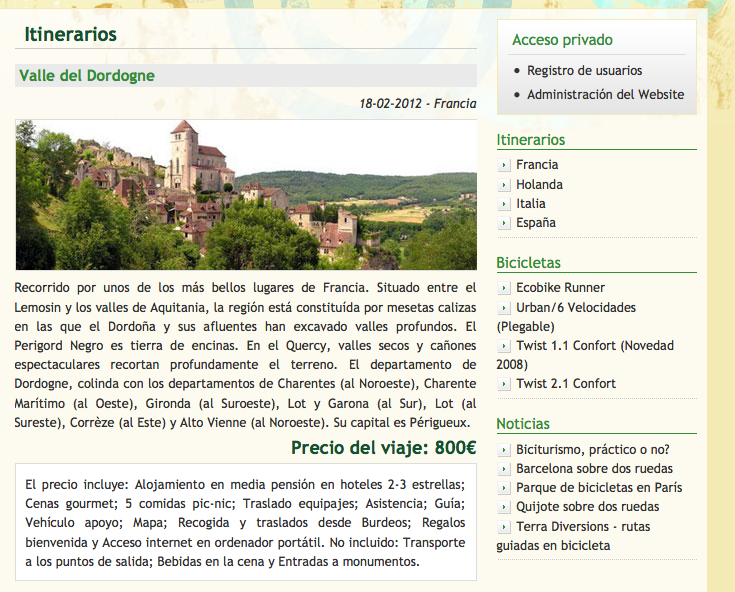 Itinerarios
Valle del Dordogne
18-02-2012 - Francia
Recorrido por unos de los más bellos lugares de Francia. Situado entre el
Lemosin y los valles de Aquitania, la región está constituída por mesetas calizas
en las que el Dordoña y sus afluentes han excavado valles profundos. El
Perigord Negro es tierra de encinas. En el Quercy, valles secos y cañones
espectaculares recortan profundamente el terreno. El departamento de
Dordogne, colinda con los departamentos de Charentes (al Noroeste), Charente
Marítimo (al Oeste), Gironda (al Suroeste), Lot y Garona (al Sur), Lot (al
Sureste), Corrèze (al Este) y Alto Vienne (al Noroeste). Su capital es Périgueux.
Precio del viaje: 800€
El precio incluye: Alojamiento en media pensión en hoteles 2-3 estrellas;
Cenas gourmet; 5 comidas pic-nic; Traslado equipajes; Asistencia; Guía;
Vehículo apoyo; Mapa; Recogida y traslados desde Burdeos; Regalos
bienvenida y Acceso internet en ordenador portátil. No incluido: Transporte
a los puntos de salida; Bebidas en la cena y Entradas a monumentos.
Acceso privado
Registro de usuarios
Administración del Website
Itinerarios
Francia
Holanda
Italia
España
Bicicletas
Ecobike Runner
Urban/6 Velocidades
(Plegable)
Twist 1.1 Confort (Novedad
2008)
Twist 2.1 Confort
Noticias
Biciturismo, práctico o no?
Barcelona sobre dos ruedas
Parque de bicicletas en París
Quijote sobre dos ruedas
Terra Diversions - rutas
guiadas en bicicleta